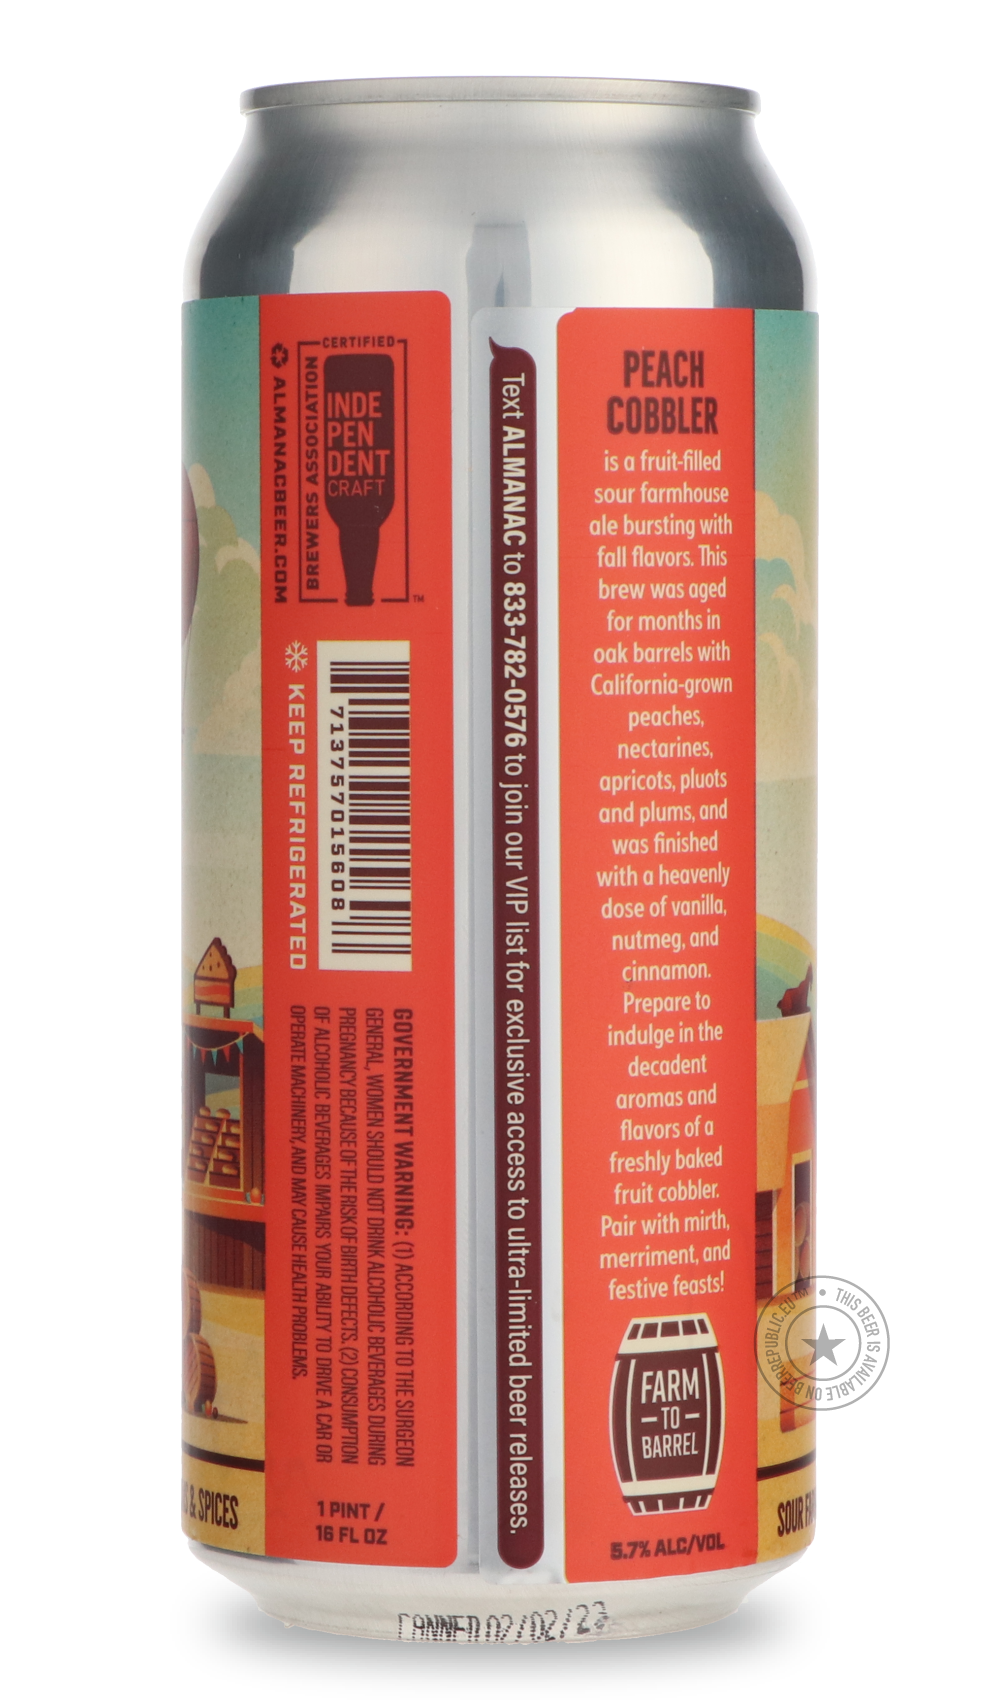 CERTIFIED
BREWERS ASSOCIATION
INDE
PEN
DENT
CRAFT
TM
ALMANACBEER.COM
KEEP REFRIGERATED
713757015608
GOVERNMENT WARNING: (1) ACCORDING TO THE SURGEON
GENERAL, WOMEN SHOULD NOT DRINK ALCOHOLIC BEVERAGES DURING
PREGNANCY BECAUSE OF THE RISK OF BIRTH DEFECTS. (2) CONSUMPTION
OF ALCOHOLIC BEVERAGES IMPAIRS YOUR ABILITY TO DRIVE A CAR OR
OPERATE MACHINERY, AND MAY CAUSE HEALTH PROBLEMS.
1 PINT /
16 FL OZ
Text ALMANAC to 833-782-0576 to join our VIP list for exclusive access to ultra-limited beer releases.
PEACH
COBBLER
is a fruit-filled
sour farmhouse
ale bursting with
fall flavors. This
brew was aged
for months in
oak barrels with
California-grown
peaches,
nectarines,
apricots, pluots
and plums, and
was finished
with a heavenly
dose of vanilla,
nutmeg, and
cinnamon.
Prepare to
indulge in the
decadent
aromas and
flavors of a
freshly baked
fruit cobbler.
Pair with mirth,
merriment, and
festive feasts!
FARM
TO
BARREL
5.7% ALC/VOL
& SPICES
SOUR
CANNED 02/02/23
THIS BEER IS AVAILABLE ON BEERREPUBLIC.EU